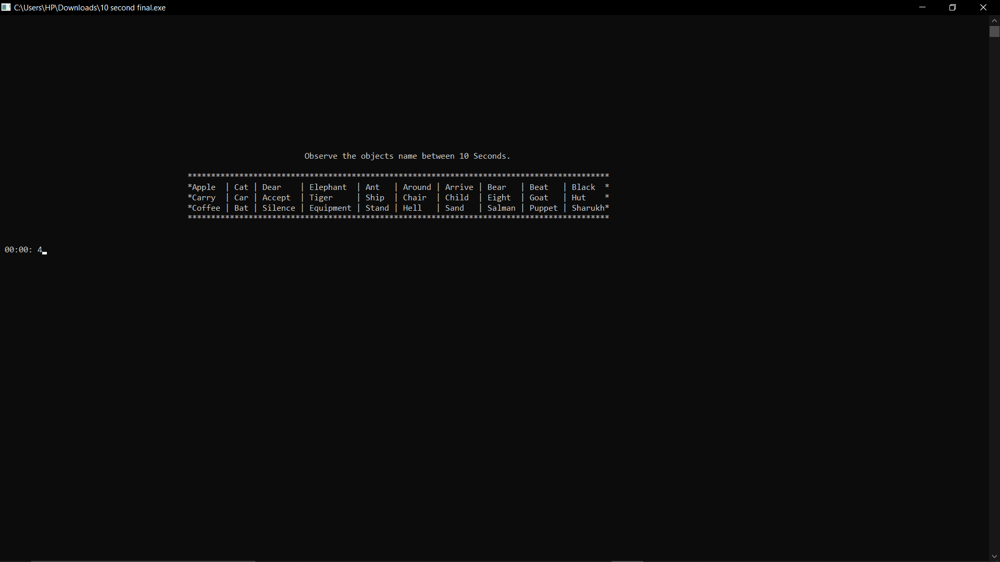 C:\Users\HP\Downloads\10 second final.exe
Observe the objects name between 10 Seconds.
******************************************************************************************
*Apple  | Cat | Dear    | Elephant  | Ant   | Around | Arrive | Bear   | Beat   | Black  *
*Carry  | Car | Accept  | Tiger     | Ship  | Chair  | Child  | Eight  | Goat   | Hut    *
*Coffee | Bat | Silence | Equipment | Stand | Hell   | Sand   | Salman | Puppet | Sharukh*
******************************************************************************************
00:00: 4